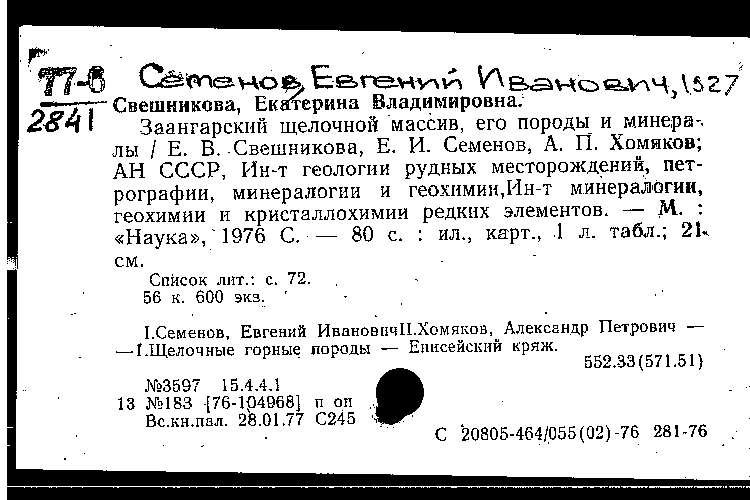 77-6 Семенов, Евгений Иванович, 1927
2841 Свешникова, Екатерина Владимировна.
Заангарский щелочной массив, его породы и минера-
лы / Е. В. Свешникова, Е. И. Семенов, А. П. Хомяков;
АН СССР, Ин-т геологии рудных месторождений, пет-
рографии, минералогии и геохимии,Ин-т минералогии,
геохимии и кристаллохимии редких элементов. — М. :
«Наука», 1976 С. — 80 с. : ил., карт., 1 л. табл.; 21
см.
Список лит.: с. 72.
56 к. 600 экз.
I.Семенов, Евгений ИвановичII.Хомяков, Александр Петрович —
—1.Щелочные горные породы — Енисейский кряж.
552.33(571.51)
№3597 15.4.4.1
13 №183 [76-104968] п оп
Вс.кн.пал. 28.01.77 С245
С 20805-464/055(02)-76 281-76